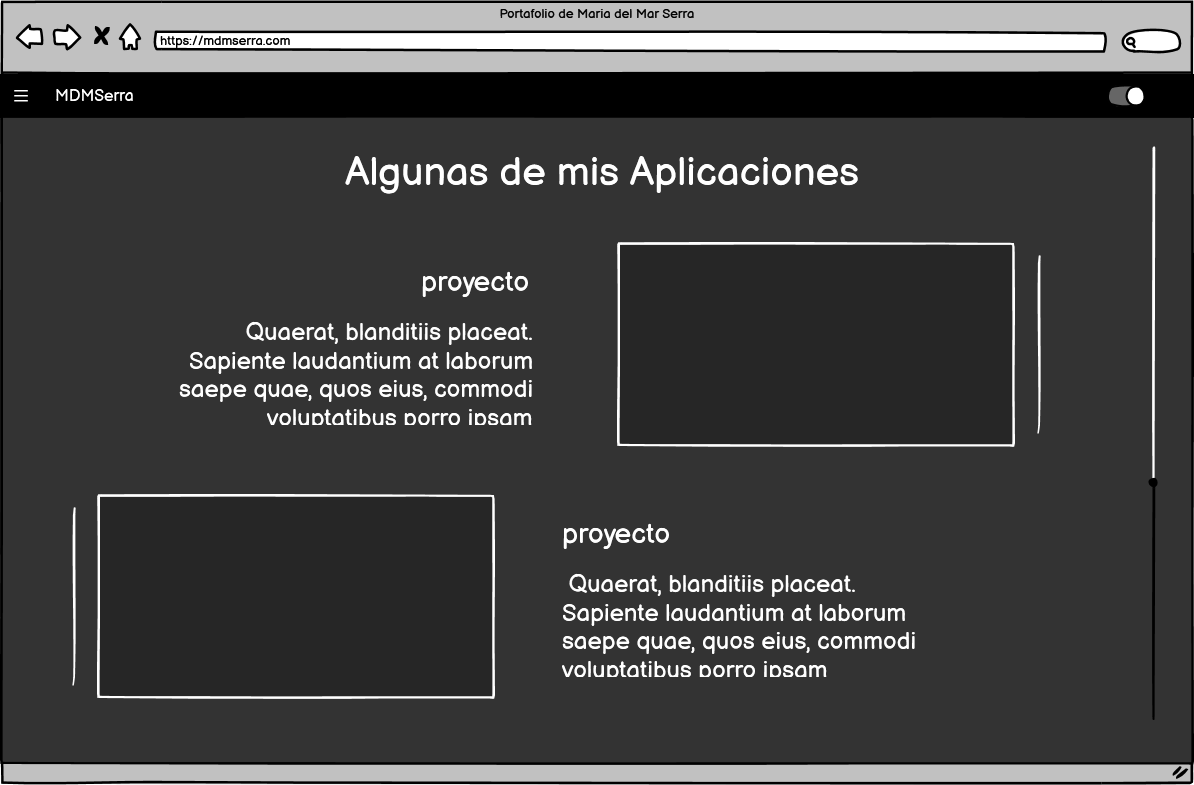 Portafolio de Maria del Mar Serra
https://mdmserra.com
MDMSerra
Algunas de mis Aplicaciones
proyecto
Quaerat, blanditiis placeat.
Sapiente laudantium at laborum
saepe quae, quos eius, commodi
voluptatibus porro ipsam
proyecto
Quaerat, blanditiis placeat.
Sapiente laudantium at laborum
saepe quae, quos eius, commodi
voluptatibus porro ipsam